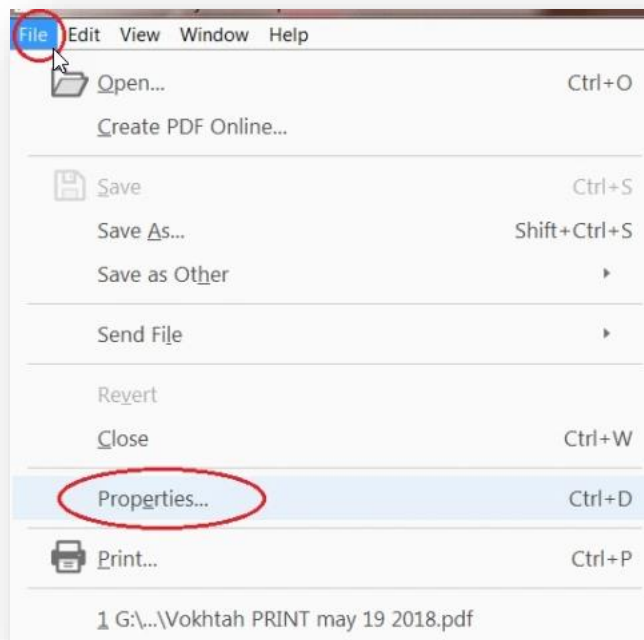 File Edit View Window Help
Open... Ctrl+O
Create PDF Online...
Save Ctrl+S
Save As... Shift+Ctrl+S
Save as Other
Send File
Revert
Close Ctrl+W
Properties... Ctrl+D
Print... Ctrl+P
1 G:\...\Vokhtah PRINT may 19 2018.pdf